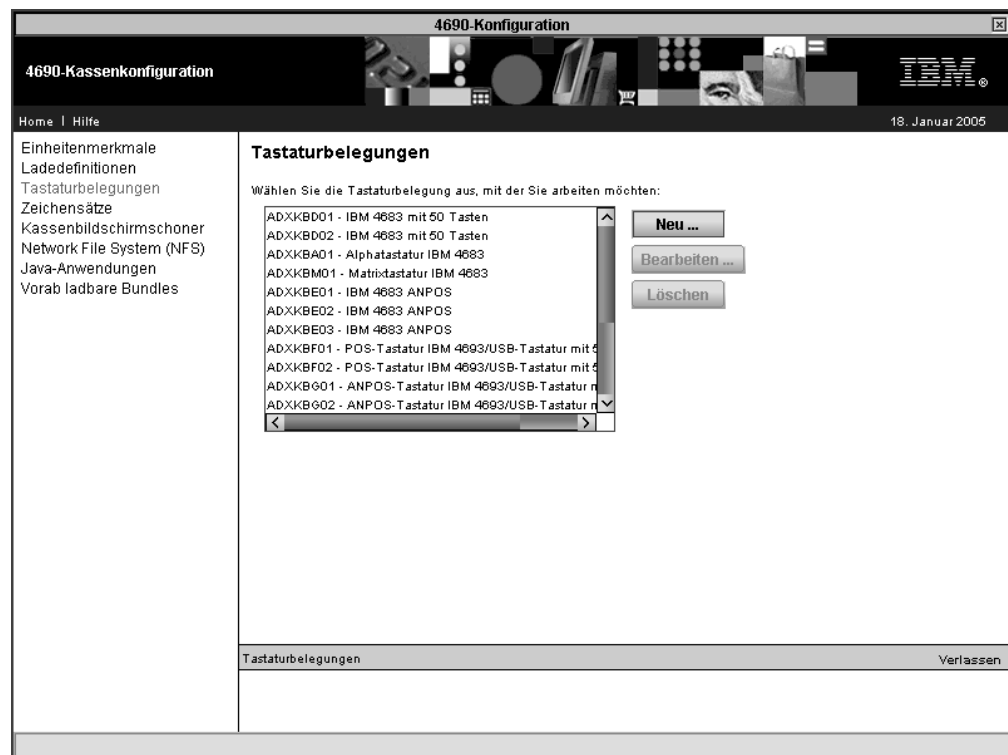 4690-Konfiguration
4690-Kassenkonfiguration
IBM®
Home | Hilfe
18. Januar 2005
Einheitenmerkmale
Ladedefinitionen
Tastaturbelegungen
Zeichensätze
Kassenbildschirmschoner
Network File System (NFS)
Java-Anwendungen
Vorab ladbare Bundles
Tastaturbelegungen
Wählen Sie die Tastaturbelegung aus, mit der Sie arbeiten möchten:
ADXKBD01 - IBM 4683 mit 50 Tasten
ADXKBD02 - IBM 4683 mit 50 Tasten
ADXKBA01 - Alphatastatur IBM 4683
ADXKBM01 - Matrixtastatur IBM 4683
ADXKBE01 - IBM 4683 ANPOS
ADXKBE02 - IBM 4683 ANPOS
ADXKBE03 - IBM 4683 ANPOS
ADXKBF01 - POS-Tastatur IBM 4693/USB-Tastatur mit 5
ADXKBF02 - POS-Tastatur IBM 4693/USB-Tastatur mit 5
ADXKBG01 - ANPOS-Tastatur IBM 4693/USB-Tastatur m
ADXKBG02 - ANPOS-Tastatur IBM 4693/USB-Tastatur m
Neu ...
Bearbeiten ...
Löschen
Tastaturbelegungen
Verlassen